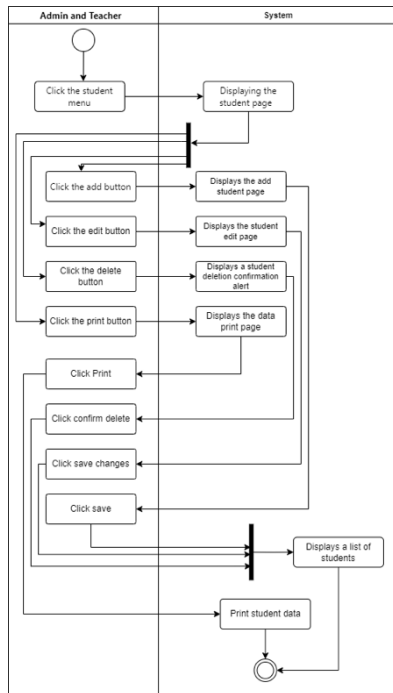 Admin and Teacher
System
Click the student
menu
Displaying the
student page
Click the add button
Displays the add
student page
Click the edit button
Displays the student
edit page
Click the delete
button
Displays a student
deletion confirmation
alert
Click the print button
Displays the data
print page
Click Print
Click confirm delete
Click save changes
Click save
Displays a list of
students
Print student data